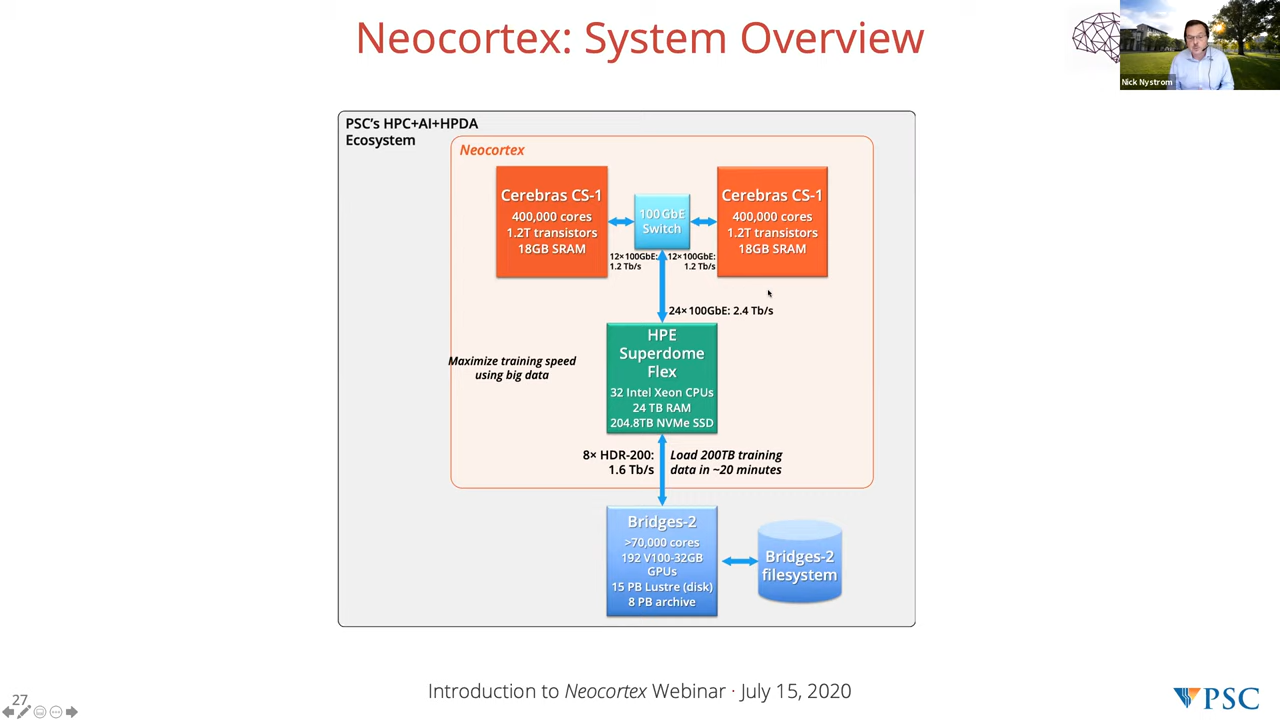 Neocortex: System Overview
Nick Nystrom
PSC's HPC+AI+HPDA
Ecosystem
Neocortex
Cerebras CS-1
400,000 cores
1.2T transistors
18GB SRAM
100GbE
Switch
Cerebras CS-1
400,000 cores
1.2T transistors
18GB SRAM
12×100GbE:
1.2 Tb/s
12×100GbE:
1.2 Tb/s
24×100GbE: 2.4 Tb/s
HPE
Superdome
Flex
32 Intel Xeon CPUs
24 TB RAM
204.8TB NVMe SSD
Maximize training speed
using big data
8× HDR-200:
1.6 Tb/s
Load 200TB training
data in ~20 minutes
Bridges-2
>70,000 cores
192 V100-32GB
GPUs
15 PB Lustre (disk)
8 PB archive
Bridges-2
filesystem
Introduction to Neocortex Webinar · July 15, 2020
27
PSC